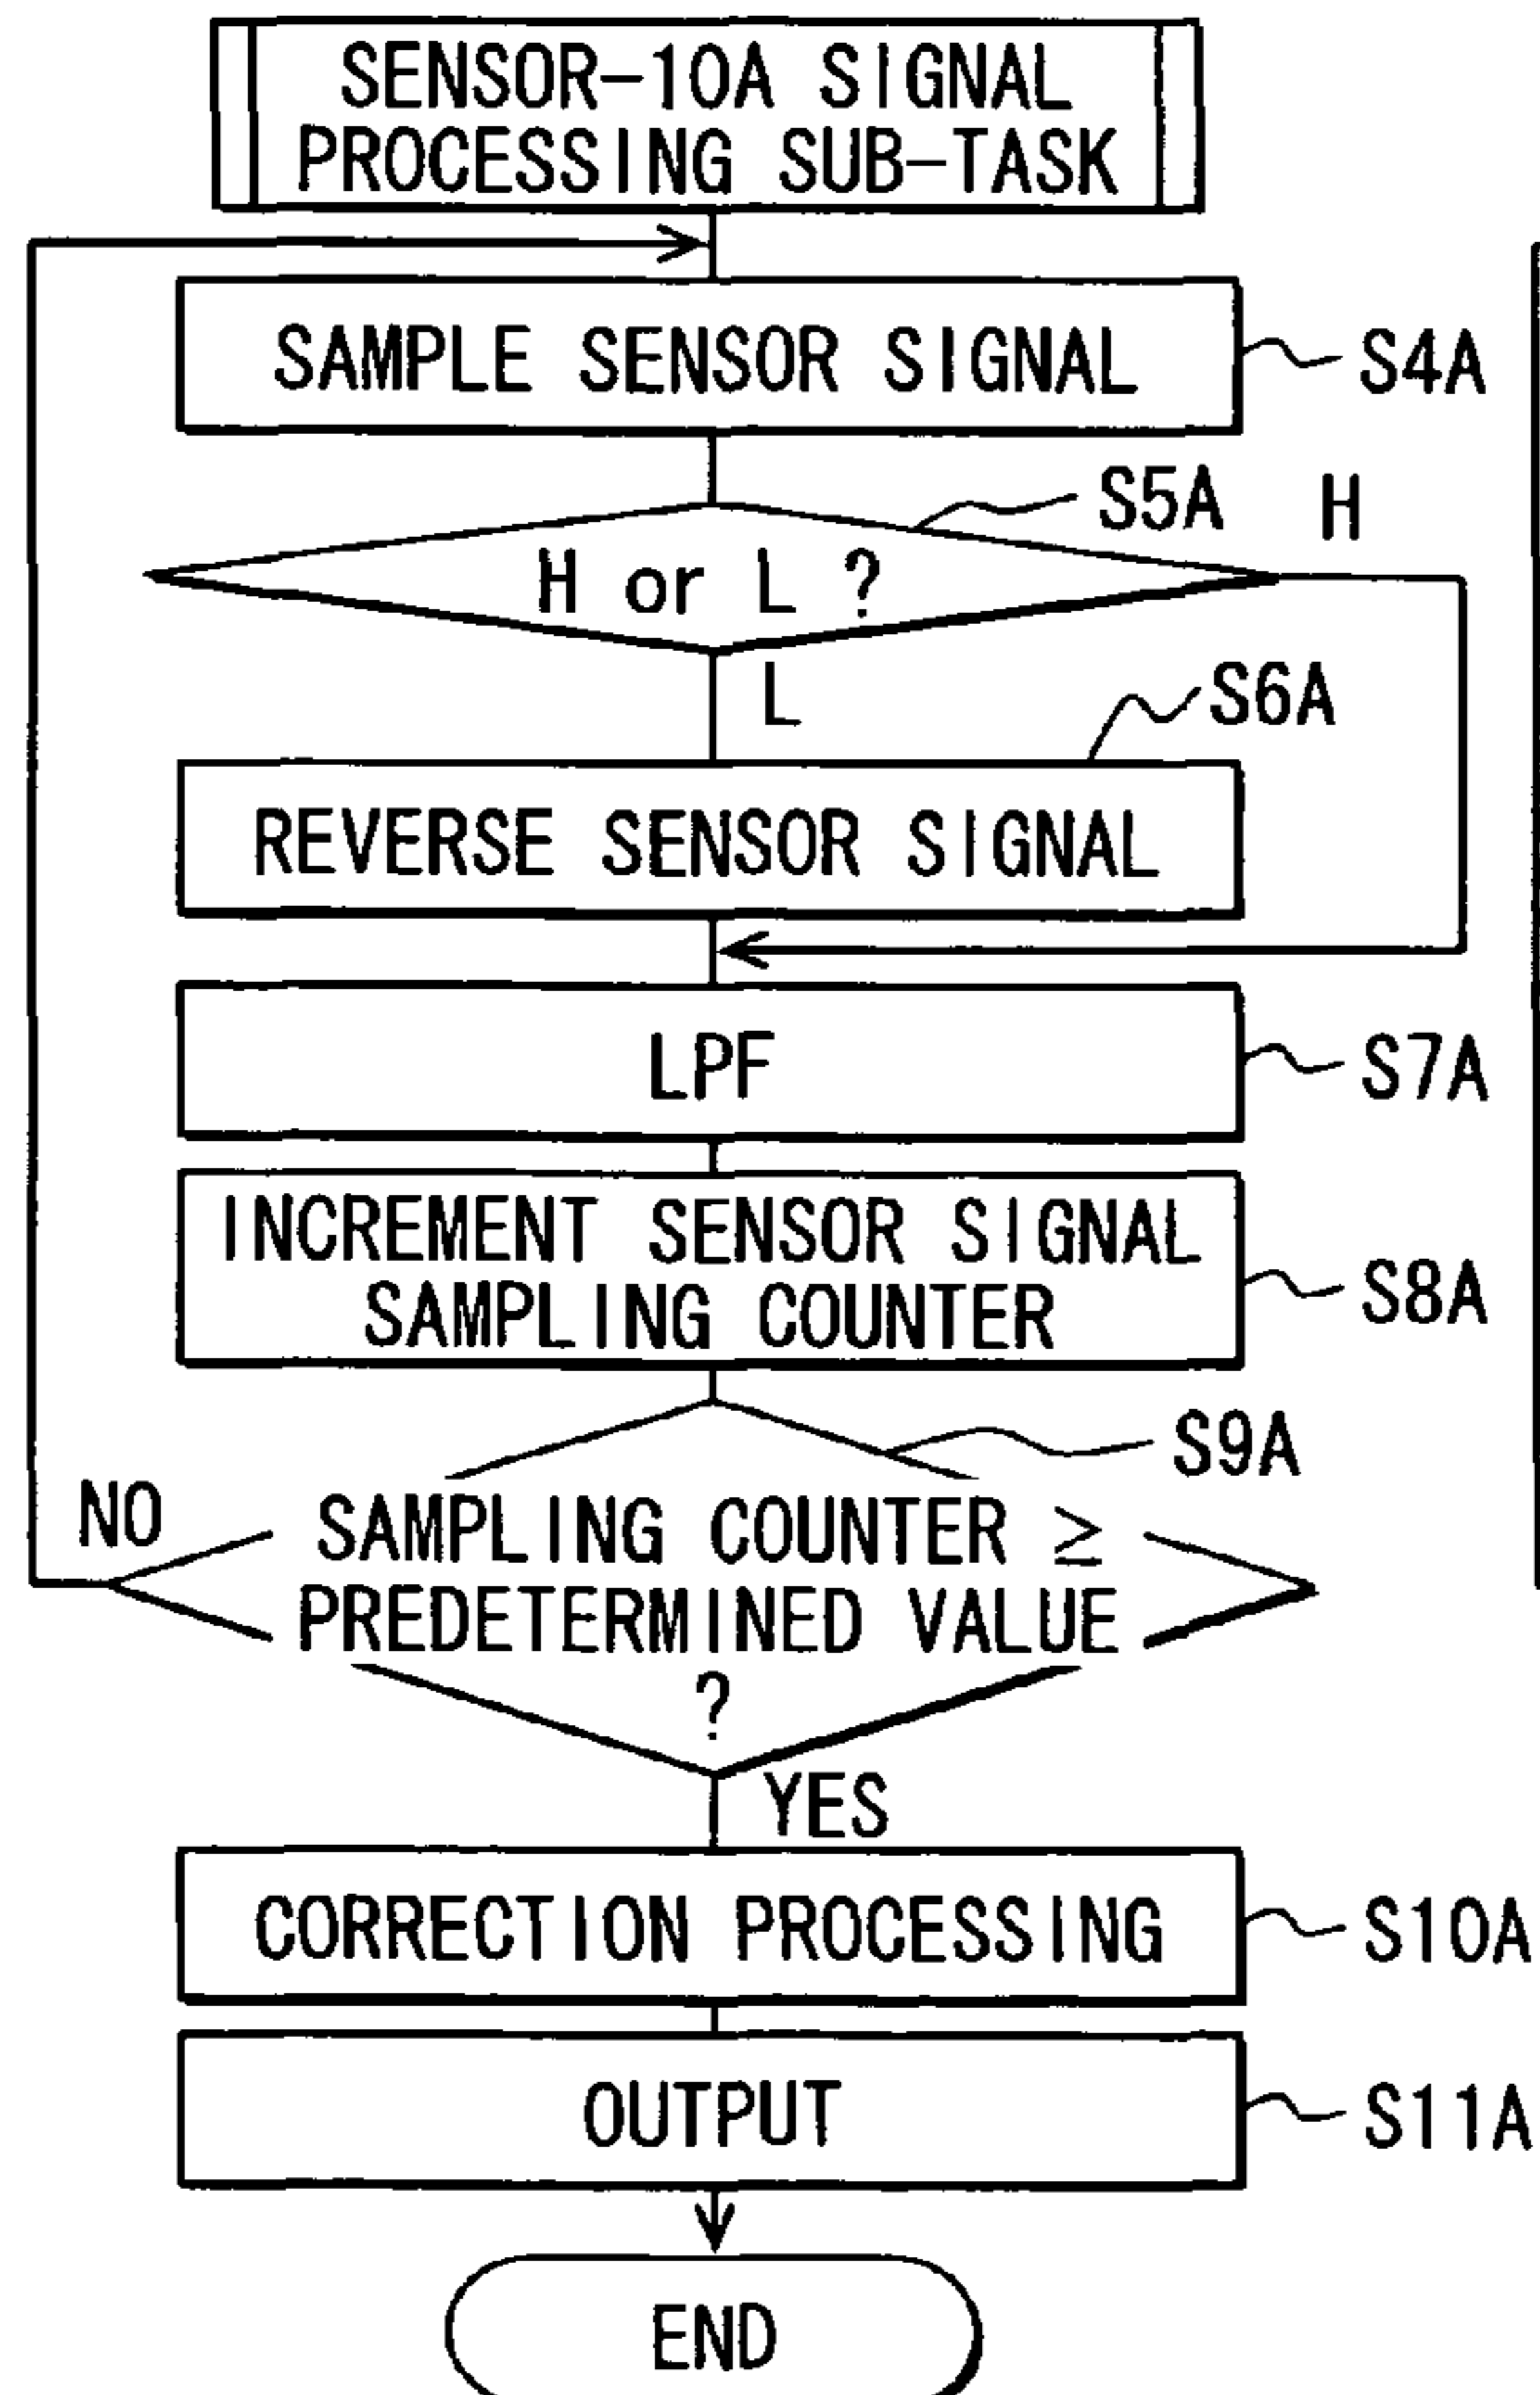 SENSOR-10A SIGNAL
PROCESSING SUB-TASK
SAMPLE SENSOR SIGNAL
S4A
S5A
H
H or L ?
L
S6A
REVERSE SENSOR SIGNAL
LPF
S7A
INCREMENT SENSOR SIGNAL
SAMPLING COUNTER
S8A
S9A
NO
SAMPLING COUNTER ≧
PREDETERMINED VALUE
?
YES
CORRECTION PROCESSING
S10A
OUTPUT
S11A
END